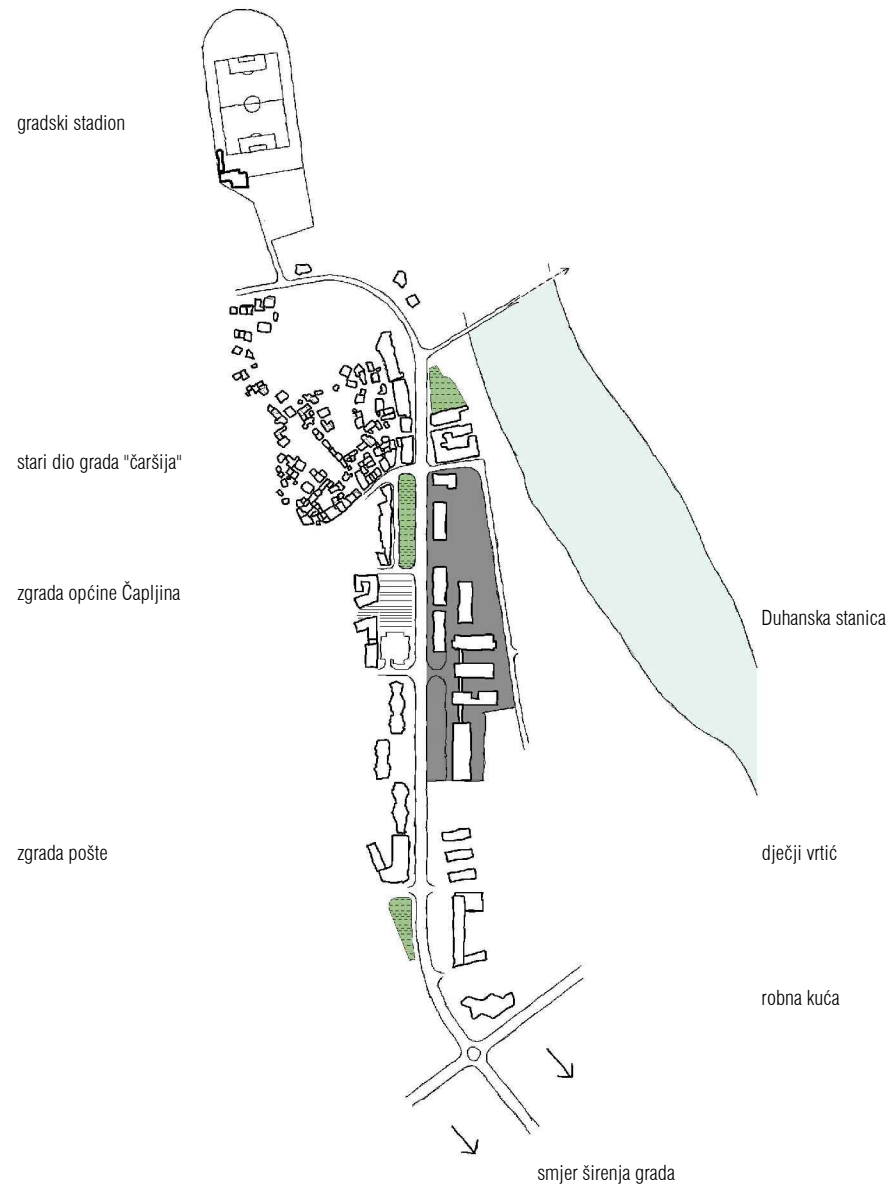 gradski stadion
stari dio grada "čaršija"
zgrada općine Čapljina
Duhanska stanica
zgrada pošte
dječji vrtić
robna kuća
smjer širenja grada